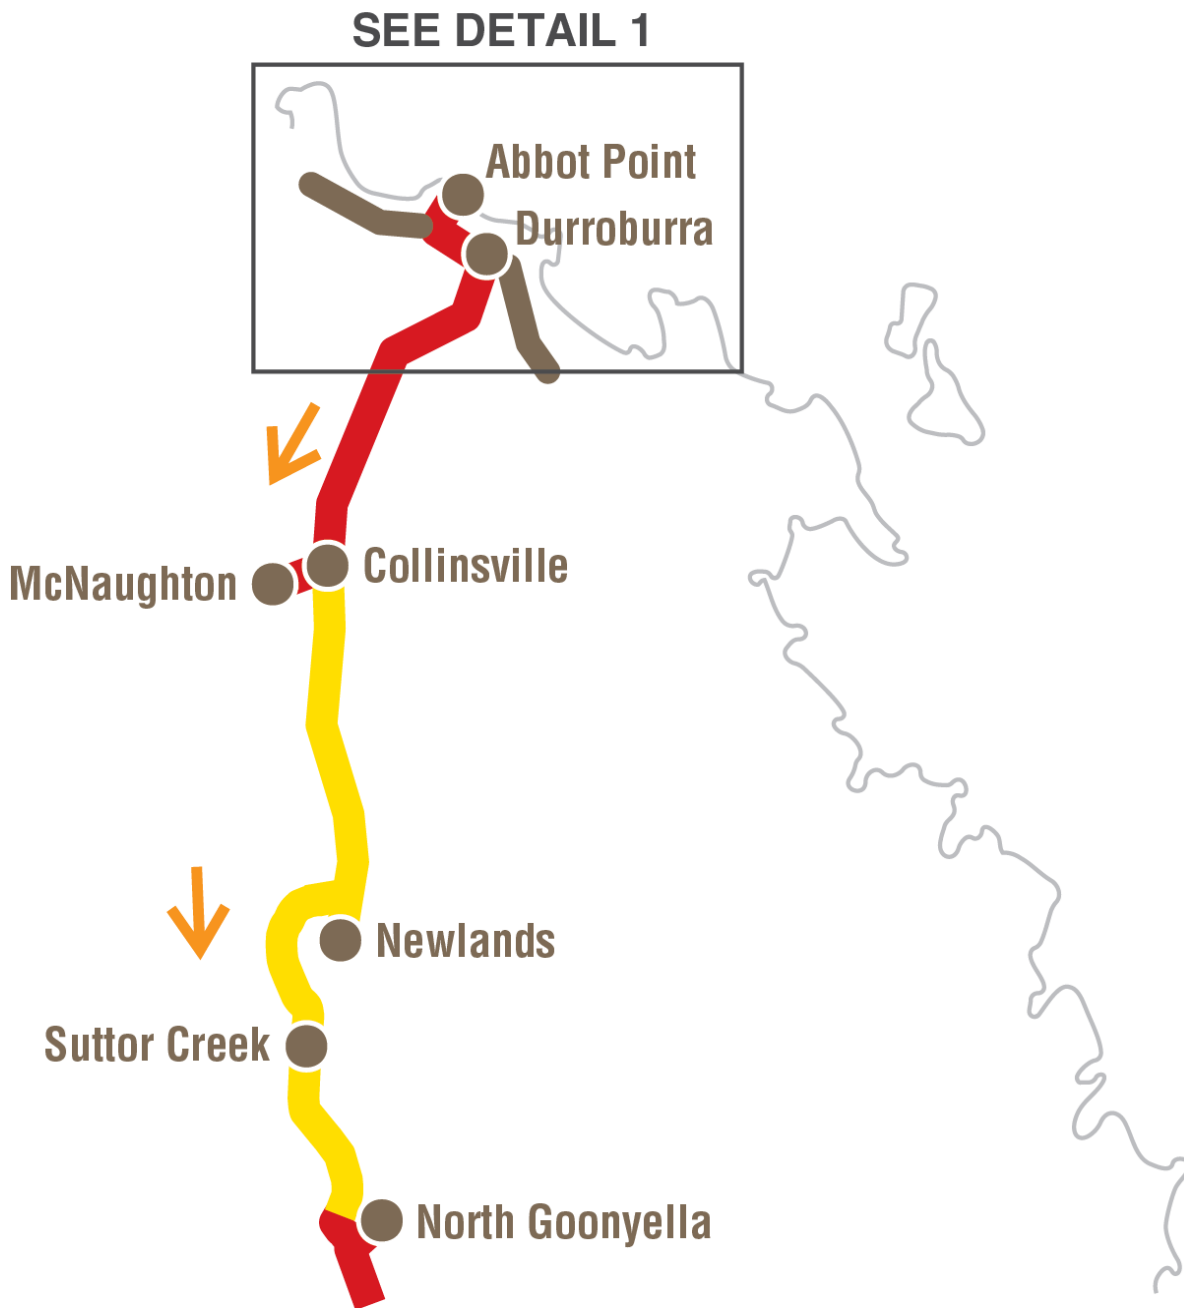 SEE DETAIL 1
Abbot Point
Durroburra
Collinsville
McNaughton
Newlands
Suttor Creek
North Goonyella